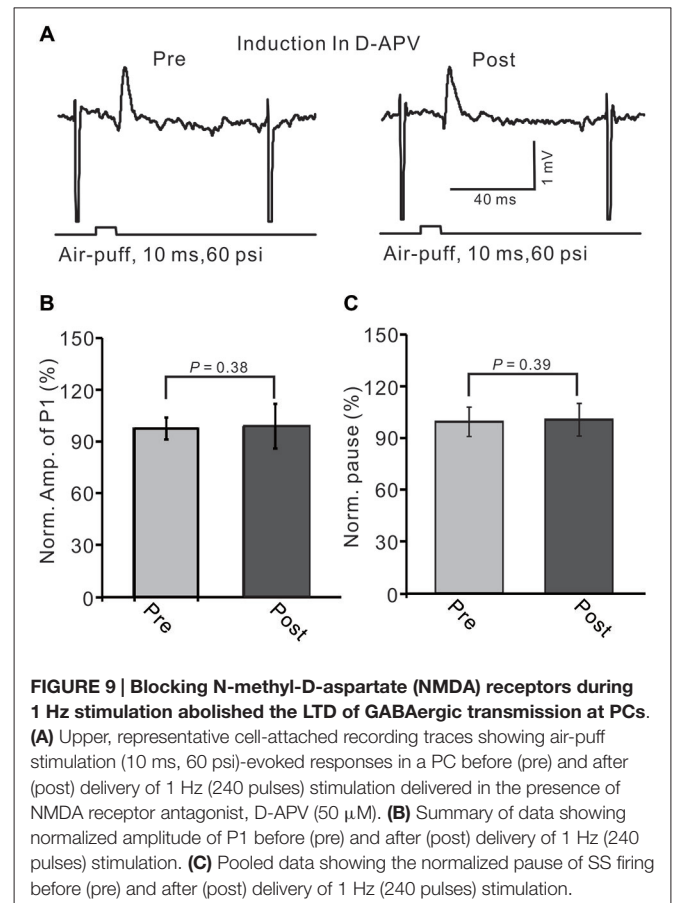 A
Induction In D-APV
Pre
Post
1 mV
40 ms
Air-puff, 10 ms,60 psi
Air-puff, 10 ms,60 psi
B
150
120
90
60
30
0
Norm. Amp. of P1 (%)
P = 0.38
Pre
Post
C
150
120
90
60
30
0
Norm. pause (%)
P = 0.39
Pre
Post
FIGURE 9 | Blocking N-methyl-D-aspartate (NMDA) receptors during
1 Hz stimulation abolished the LTD of GABAergic transmission at PCs.
(A) Upper, representative cell-attached recording traces showing air-puff
stimulation (10 ms, 60 psi)-evoked responses in a PC before (pre) and after
(post) delivery of 1 Hz (240 pulses) stimulation delivered in the presence of
NMDA receptor antagonist, D-APV (50 μM). (B) Summary of data showing
normalized amplitude of P1 before (pre) and after (post) delivery of 1 Hz (240
pulses) stimulation. (C) Pooled data showing the normalized pause of SS firing
before (pre) and after (post) delivery of 1 Hz (240 pulses) stimulation.